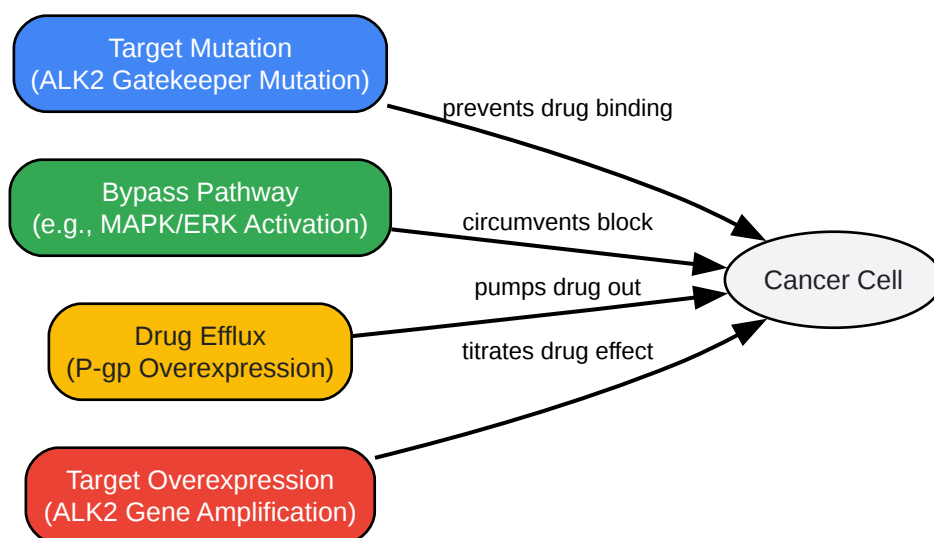 Target Mutation
(ALK2 Gatekeeper Mutation)
prevents drug binding
Bypass Pathway
(e.g., MAPK/ERK Activation)
circumvents block
Cancer Cell
pumps drug out
Drug Efflux
(P-gp Overexpression)
titrates drug effect
Target Overexpression
(ALK2 Gene Amplification)